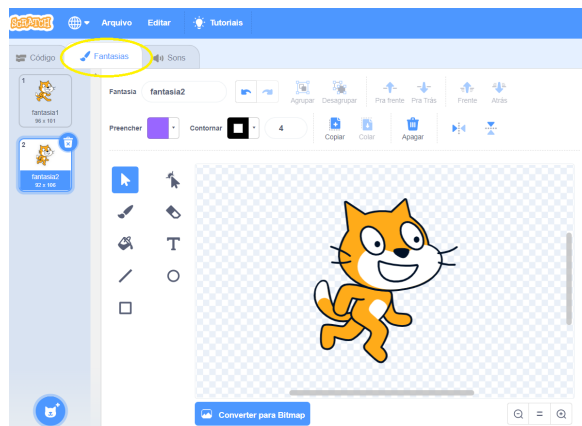 SCRATCH Arquivo Editar Tutoriais
Código Fantasias Sons
1
fantasia1
96 x 101
2
fantasia2
92 x 106
Fantasia fantasia2
Agrupar Desagrupar Pra frente Pra Trás Frente Atrás
Preencher Contornar 4 Copiar Colar Apagar
T
Converter para Bitmap